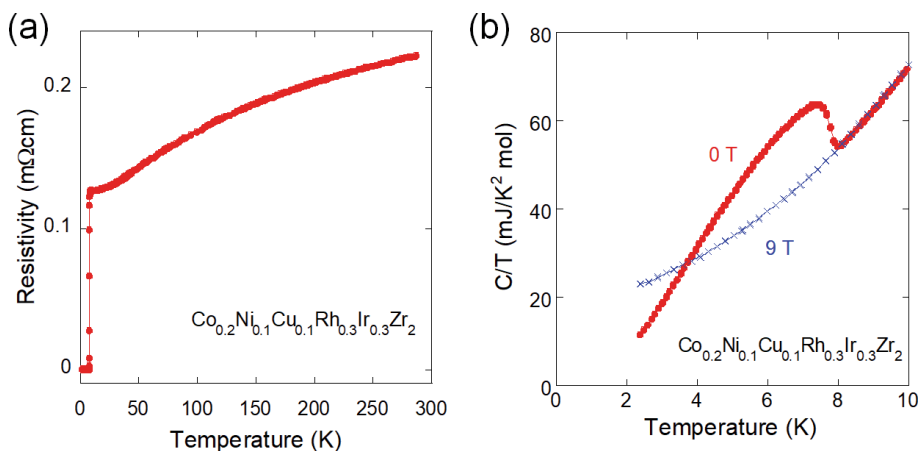 (a)
0.2
0.1
0
Resistivity (mΩcm)
Co0.2Ni0.1Cu0.1Rh0.3Ir0.3Zr2
0 50 100 150 200 250 300
Temperature (K)
(b)
80
60
40
20
0
C/T (mJ/K2 mol)
0 T
9 T
Co0.2Ni0.1Cu0.1Rh0.3Ir0.3Zr2
0 2 4 6 8 10
Temperature (K)